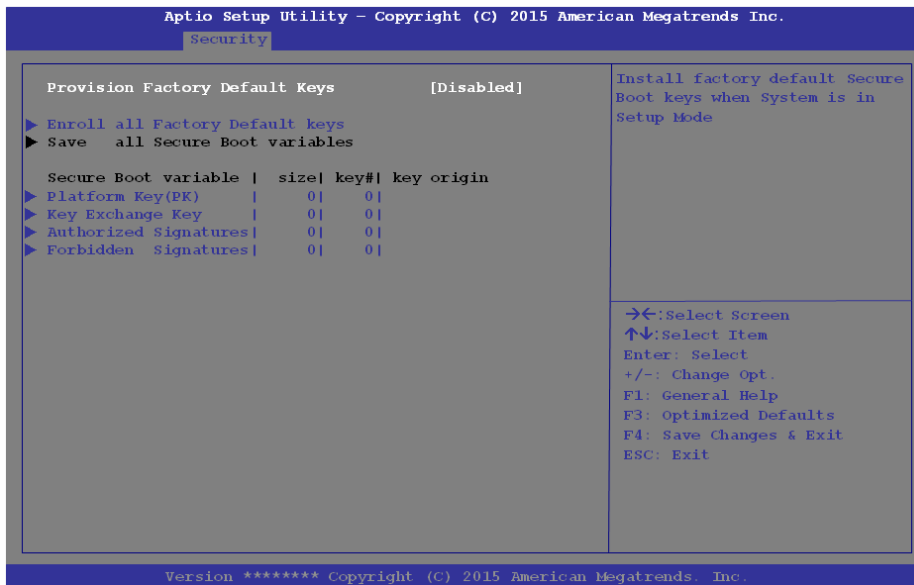 Aptio Setup Utility – Copyright (C) 2015 American Megatrends Inc.
Security
Provision Factory Default Keys [Disabled]
▶ Enroll all Factory Default keys
▶ Save all Secure Boot variables
Secure Boot variable | size| key#| key origin
▶ Platform Key(PK) | 0| 0|
▶ Key Exchange Key | 0| 0|
▶ Authorized Signatures| 0| 0|
▶ Forbidden Signatures| 0| 0|
Install factory default Secure
Boot keys when System is in
Setup Mode
→←:Select Screen
↑↓:Select Item
Enter: Select
+/-: Change Opt.
F1: General Help
F3: Optimized Defaults
F4: Save Changes & Exit
ESC: Exit
Version ******** Copyright (C) 2015 American Megatrends. Inc.